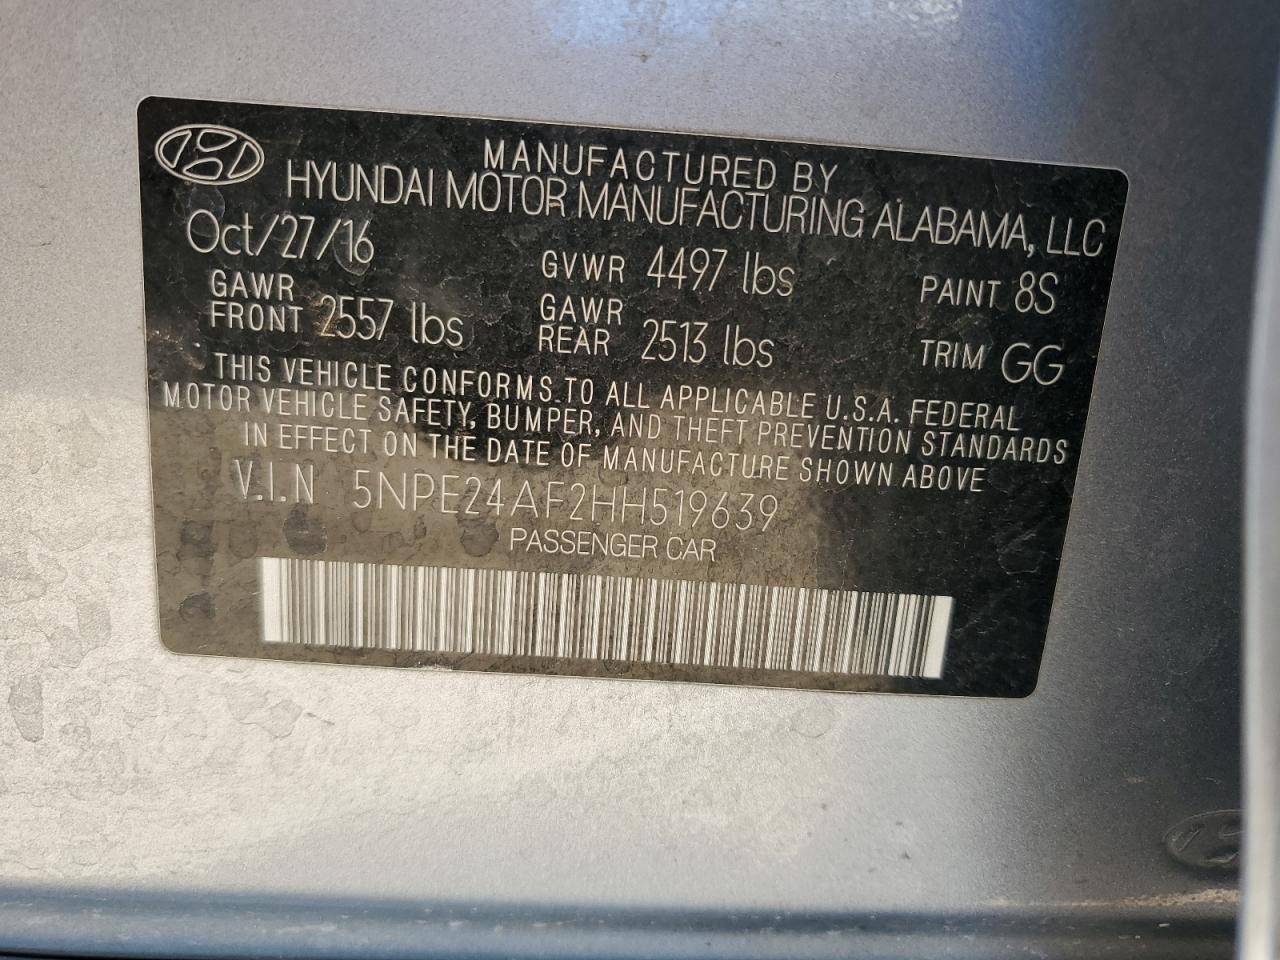 MANUFACTURED BY
HYUNDAI MOTOR MANUFACTURING ALABAMA, LLC
Oct/27/16 GVWR 4497 lbs PAINT 8S
GAWR FRONT 2557 lbs GAWR REAR 2513 lbs TRIM GG
THIS VEHICLE CONFORMS TO ALL APPLICABLE U.S.A. FEDERAL
MOTOR VEHICLE SAFETY, BUMPER, AND THEFT PREVENTION STANDARDS
IN EFFECT ON THE DATE OF MANUFACTURE SHOWN ABOVE
V.I.N 5NPE24AF2HH519639
PASSENGER CAR